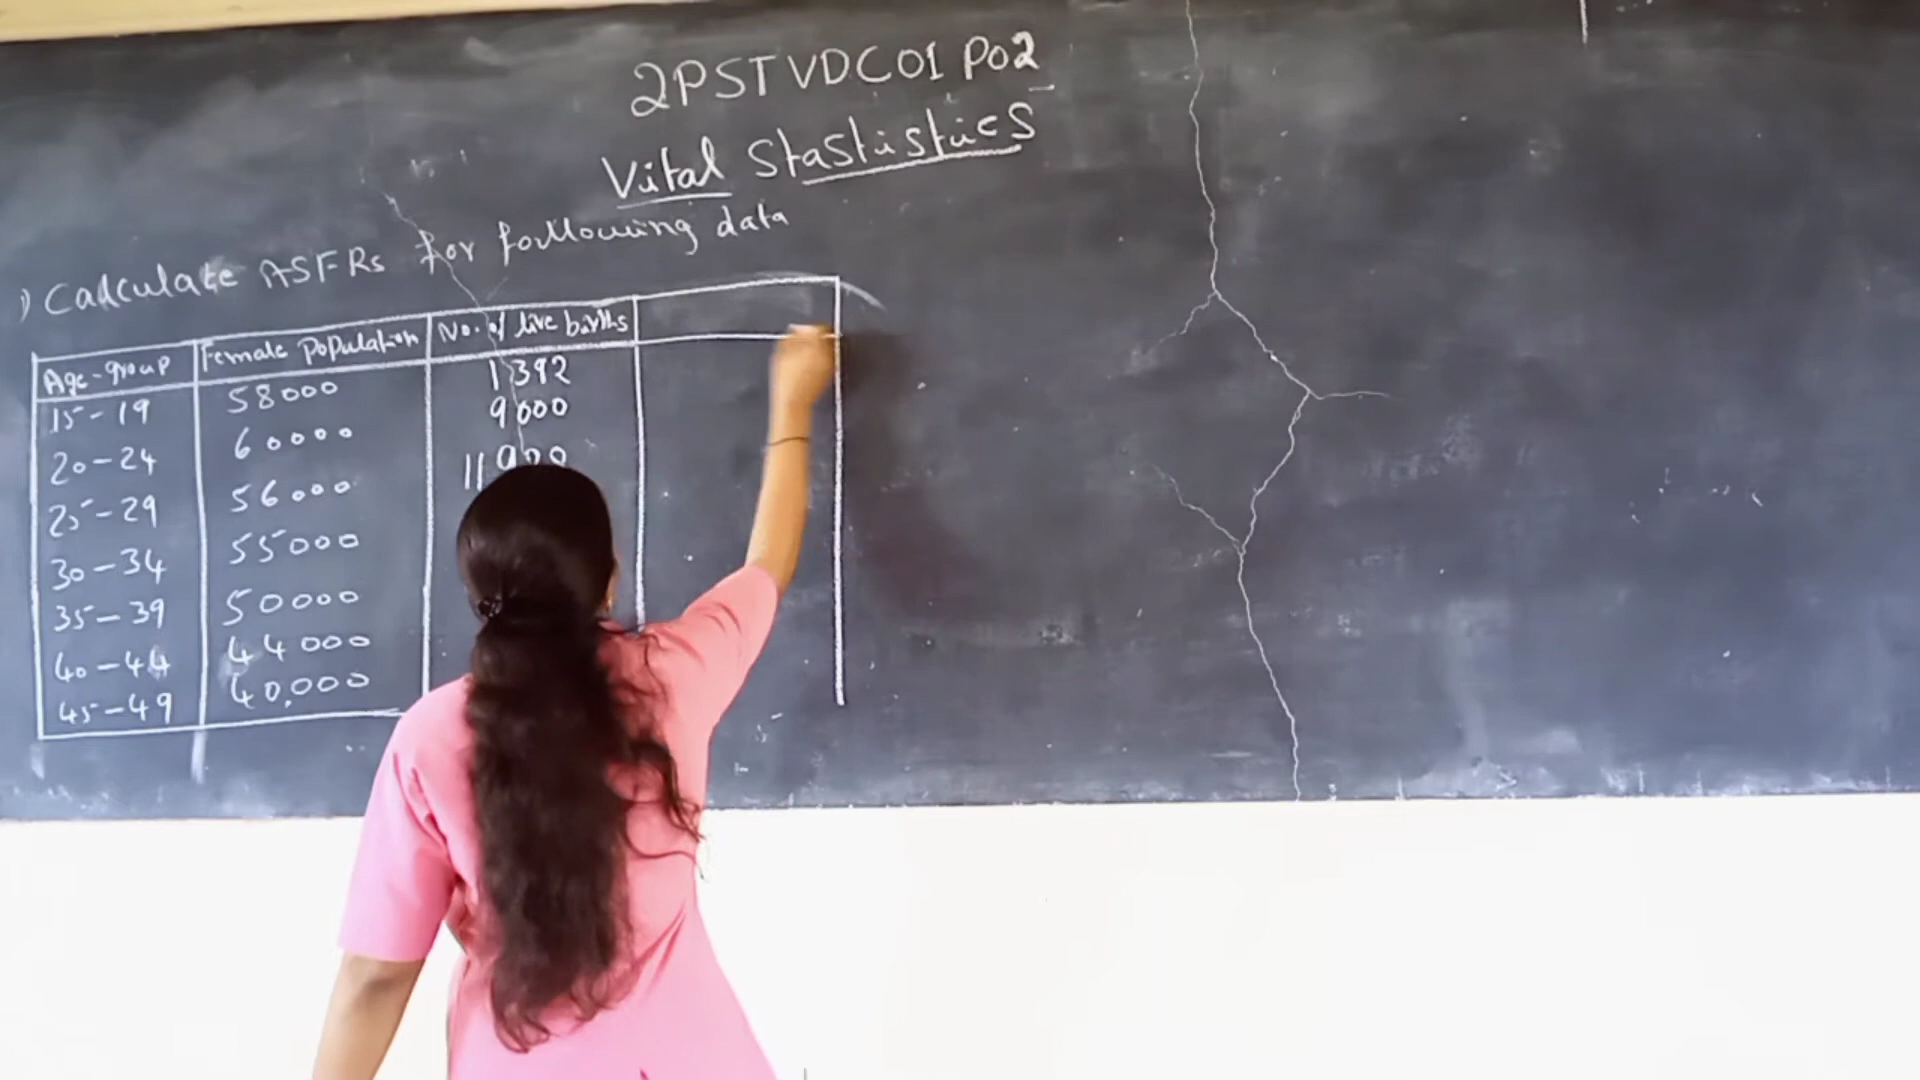 2PSTVDC01 P02
Vital Stastistics
1) Calculate ASFRs for following data
Age-group Female Population No. of live births
15-19 58000 1392
20-24 60000 9000
25-29 56000 11900
30-34 55000
35-39 50000
40-44 44000
45-49 40,000